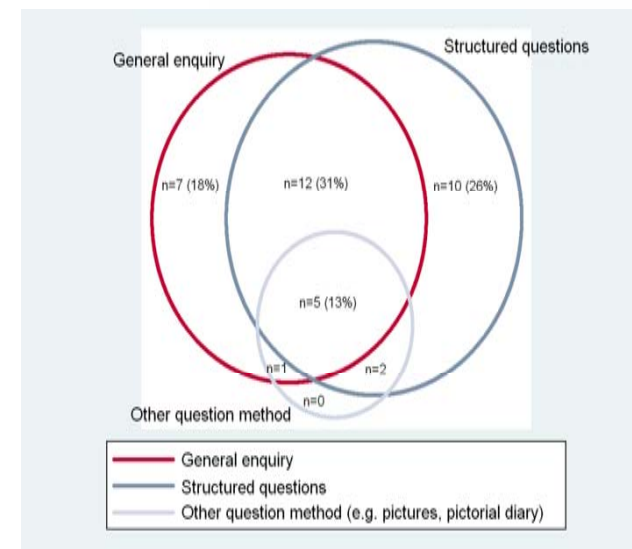 General enquiry
Structured questions
n=7 (18%)
n=12 (31%)
n=10 (26%)
n=5 (13%)
n=1
n=2
n=0
Other question method
General enquiry
Structured questions
Other question method (e.g. pictures, pictorial diary)